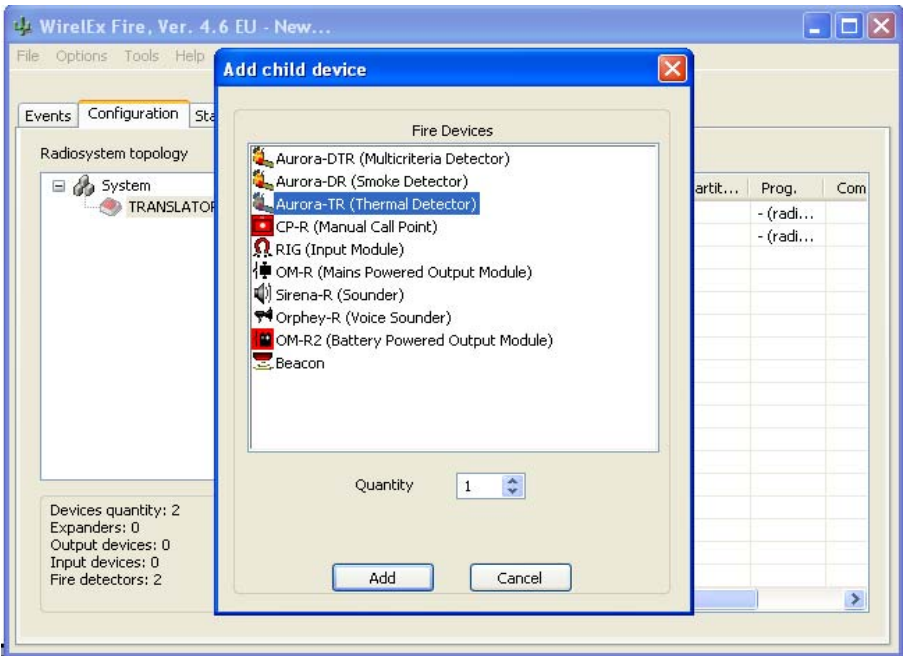 WirelEx Fire, Ver. 4.6 EU - New...
File Options Tools Help
Add child device
Events Configuration Sta
Radiosystem topology
System
TRANSLATOR
Fire Devices
Aurora-DTR (Multicriteria Detector)
Aurora-DR (Smoke Detector)
Aurora-TR (Thermal Detector)
CP-R (Manual Call Point)
RIG (Input Module)
OM-R (Mains Powered Output Module)
Sirena-R (Sounder)
Orphey-R (Voice Sounder)
OM-R2 (Battery Powered Output Module)
Beacon
artit... Prog. Com
- (radi...
- (radi...
Quantity 1
Devices quantity: 2
Expanders: 0
Output devices: 0
Input devices: 0
Fire detectors: 2
Add Cancel